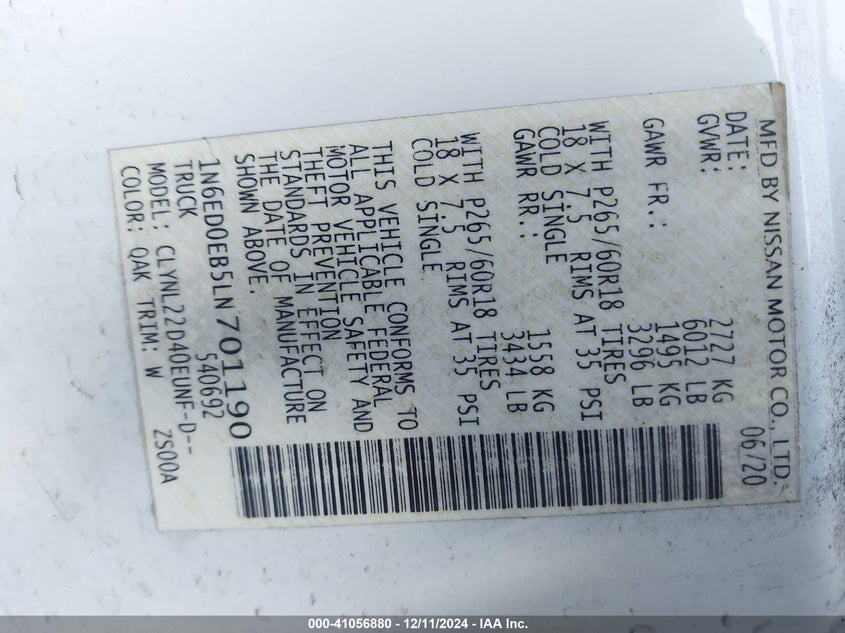 MFD BY NISSAN MOTOR CO., LTD.
DATE: 06/20
GVWR: 2727 KG
6012 LB
GAWR FR.: 1495 KG
3296 LB
WITH P265/60R18 TIRES
18 X 7.5 RIMS AT 35 PSI
COLD SINGLE
GAWR RR.: 1558 KG
3434 LB
WITH P265/60R18 TIRES
18 X 7.5 RIMS AT 35 PSI
COLD SINGLE
THIS VEHICLE CONFORMS TO
ALL APPLICABLE FEDERAL
MOTOR VEHICLE SAFETY AND
THEFT PREVENTION
STANDARDS IN EFFECT ON
THE DATE OF MANUFACTURE
SHOWN ABOVE.
1N6ED0EB5LN701190
TRUCK 540692
MODEL: CLYNL22D40EUNF-D--
COLOR: QAK TRIM: W ZS00A
000-41056880 - 12/11/2024 - IAA Inc.